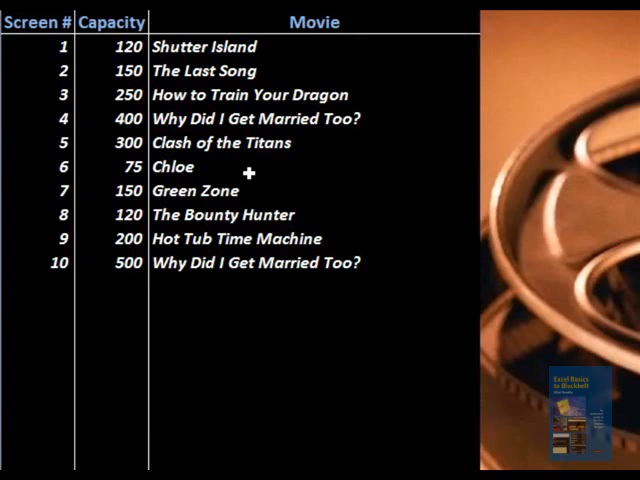 Screen # Capacity Movie
1 120 Shutter Island
2 150 The Last Song
3 250 How to Train Your Dragon
4 400 Why Did I Get Married Too?
5 300 Clash of the Titans
6 75 Chloe
7 150 Green Zone
8 120 The Bounty Hunter
9 200 Hot Tub Time Machine
10 500 Why Did I Get Married Too?
Excel Basics
to Blackbelt